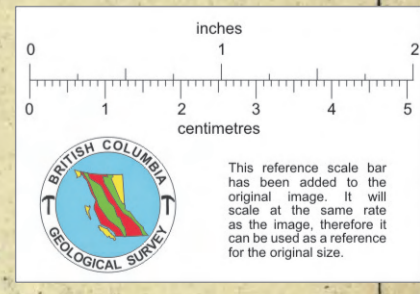 inches
0 1 2
0 1 2 3 4 5
centimetres
BRITISH COLUMBIA
GEOLOGICAL SURVEY
This reference scale bar
has been added to the
original image. It will
scale at the same rate
as the image, therefore it
can be used as a reference
for the original size.